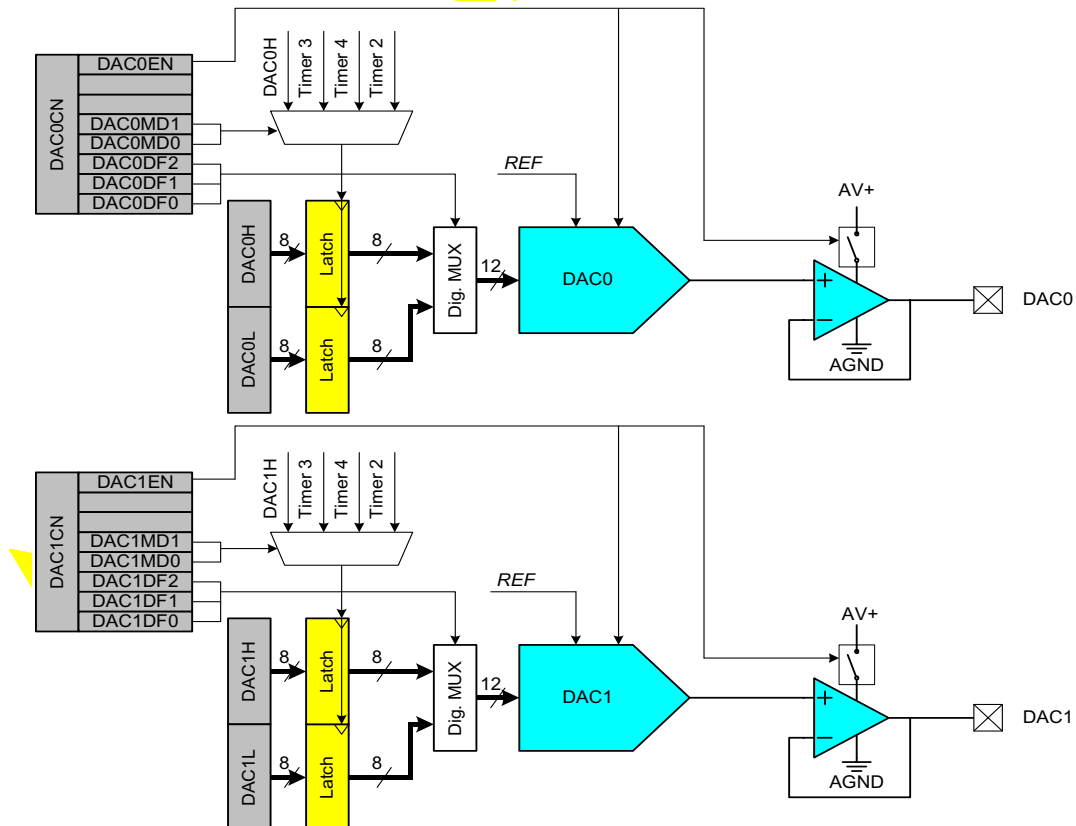 DAC0CN
DAC0EN
DAC0MD1
DAC0MD0
DAC0DF2
DAC0DF1
DAC0DF0
DAC0H
Timer 3
Timer 4
Timer 2
DAC0H
DAC0L
8
8
Latch
Latch
8
8
Dig. MUX
12
REF
DAC0
AV+
+
−
AGND
DAC0
DAC1CN
DAC1EN
DAC1MD1
DAC1MD0
DAC1DF2
DAC1DF1
DAC1DF0
DAC1H
Timer 3
Timer 4
Timer 2
DAC1H
DAC1L
8
8
Latch
Latch
8
8
Dig. MUX
12
REF
DAC1
AV+
+
−
AGND
DAC1